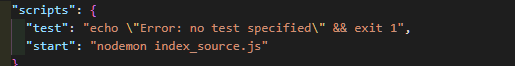 "scripts": {
"test": "echo \"Error: no test specified\" && exit 1",
"start": "nodemon index_source.js"
}